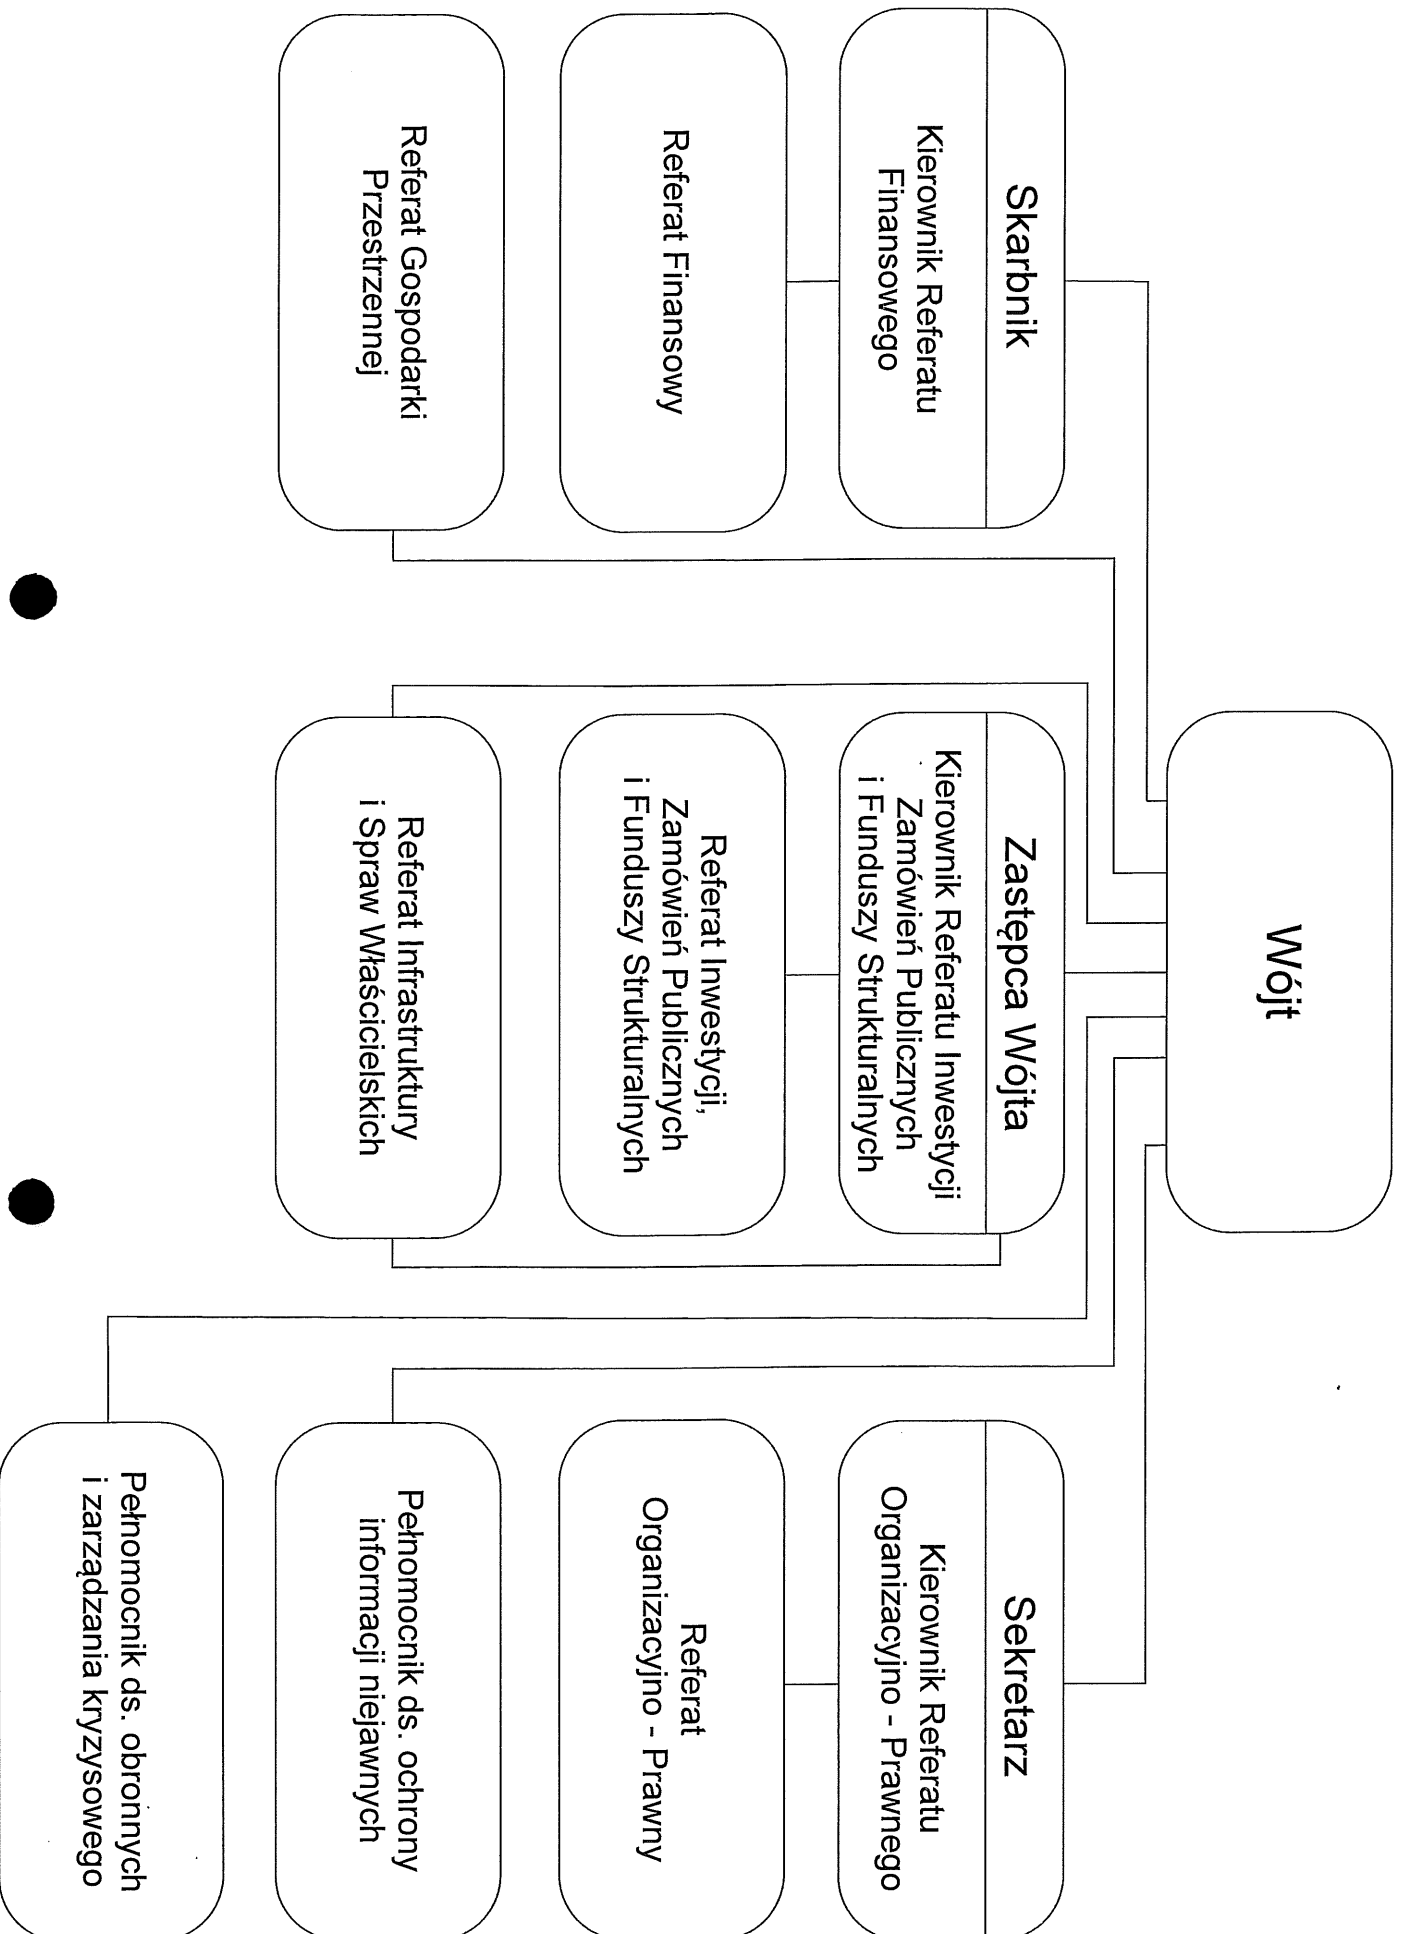 Wójt
Skarbnik
Kierownik Referatu
Finansowego
Zastępca Wójta
Kierownik Referatu Inwestycji
Zamówień Publicznych
i Funduszy Strukturalnych
Sekretarz
Kierownik Referatu
Organizacyjno - Prawnego
Referat Finansowy
Referat Inwestycji,
Zamówień Publicznych
i Funduszy Strukturalnych
Referat
Organizacyjno - Prawny
Referat Gospodarki
Przestrzennej
Referat Infrastruktury
i Spraw Właścicielskich
Pełnomocnik ds. ochrony
informacji niejawnych
Pełnomocnik ds. obronnych
i zarządzania kryzysowego